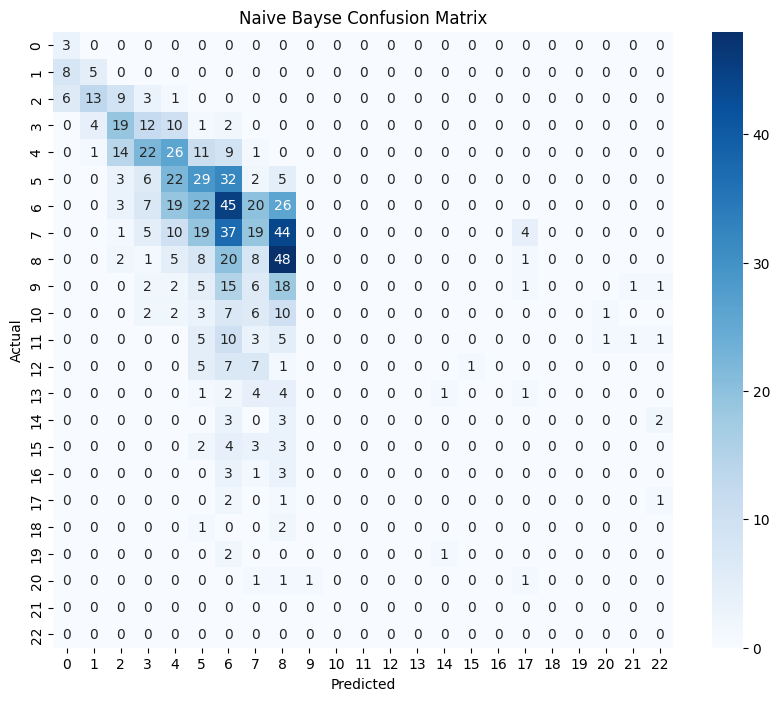 Naive Bayse Confusion Matrix
0 3 0 0 0 0 0 0 0 0 0 0 0 0 0 0 0 0 0 0 0 0 0 0
1 8 5 0 0 0 0 0 0 0 0 0 0 0 0 0 0 0 0 0 0 0 0 0
2 6 13 9 3 1 0 0 0 0 0 0 0 0 0 0 0 0 0 0 0 0 0 0
3 0 4 19 12 10 1 2 0 0 0 0 0 0 0 0 0 0 0 0 0 0 0 0
4 0 1 14 22 26 11 9 1 0 0 0 0 0 0 0 0 0 0 0 0 0 0 0
5 0 0 3 6 22 29 32 2 5 0 0 0 0 0 0 0 0 0 0 0 0 0 0
6 0 0 3 7 19 22 45 20 26 0 0 0 0 0 0 0 0 0 0 0 0 0 0
7 0 0 1 5 10 19 37 19 44 0 0 0 0 0 0 0 0 4 0 0 0 0 0
8 0 0 2 1 5 8 20 8 48 0 0 0 0 0 0 0 0 1 0 0 0 0 0
9 0 0 0 2 2 5 15 6 18 0 0 0 0 0 0 0 0 1 0 0 0 1 1
10 0 0 0 2 2 3 7 6 10 0 0 0 0 0 0 0 0 0 0 0 1 0 0
11 0 0 0 0 0 5 10 3 5 0 0 0 0 0 0 0 0 0 0 0 1 1 1
12 0 0 0 0 0 5 7 7 1 0 0 0 0 0 0 1 0 0 0 0 0 0 0
13 0 0 0 0 0 1 2 4 4 0 0 0 0 0 1 0 0 1 0 0 0 0 0
14 0 0 0 0 0 0 3 0 3 0 0 0 0 0 0 0 0 0 0 0 0 0 2
15 0 0 0 0 0 2 4 3 3 0 0 0 0 0 0 0 0 0 0 0 0 0 0
16 0 0 0 0 0 0 3 1 3 0 0 0 0 0 0 0 0 0 0 0 0 0 0
17 0 0 0 0 0 0 2 0 1 0 0 0 0 0 0 0 0 0 0 0 0 0 1
18 0 0 0 0 0 1 0 0 2 0 0 0 0 0 0 0 0 0 0 0 0 0 0
19 0 0 0 0 0 0 2 0 0 0 0 0 0 0 1 0 0 0 0 0 0 0 0
20 0 0 0 0 0 0 0 1 1 1 0 0 0 0 0 0 0 1 0 0 0 0 0
21 0 0 0 0 0 0 0 0 0 0 0 0 0 0 0 0 0 0 0 0 0 0 0
22 0 0 0 0 0 0 0 0 0 0 0 0 0 0 0 0 0 0 0 0 0 0 0
0 1 2 3 4 5 6 7 8 9 10 11 12 13 14 15 16 17 18 19 20 21 22
Predicted
Actual
40
30
20
10
0